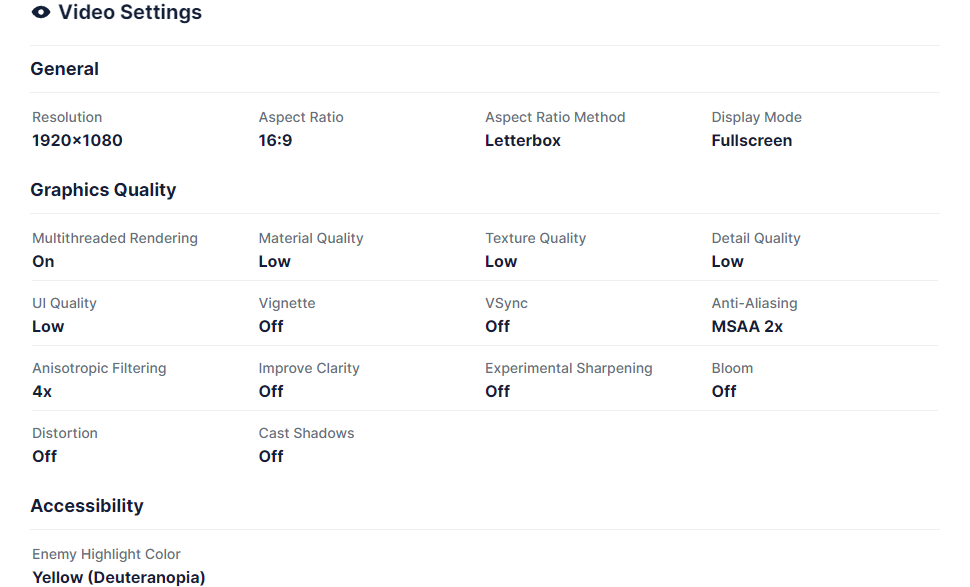 Video Settings
General
Resolution Aspect Ratio Aspect Ratio Method Display Mode
1920×1080 16:9 Letterbox Fullscreen
Graphics Quality
Multithreaded Rendering Material Quality Texture Quality Detail Quality
On Low Low Low
UI Quality Vignette VSync Anti-Aliasing
Low Off Off MSAA 2x
Anisotropic Filtering Improve Clarity Experimental Sharpening Bloom
4x Off Off Off
Distortion Cast Shadows
Off Off
Accessibility
Enemy Highlight Color
Yellow (Deuteranopia)